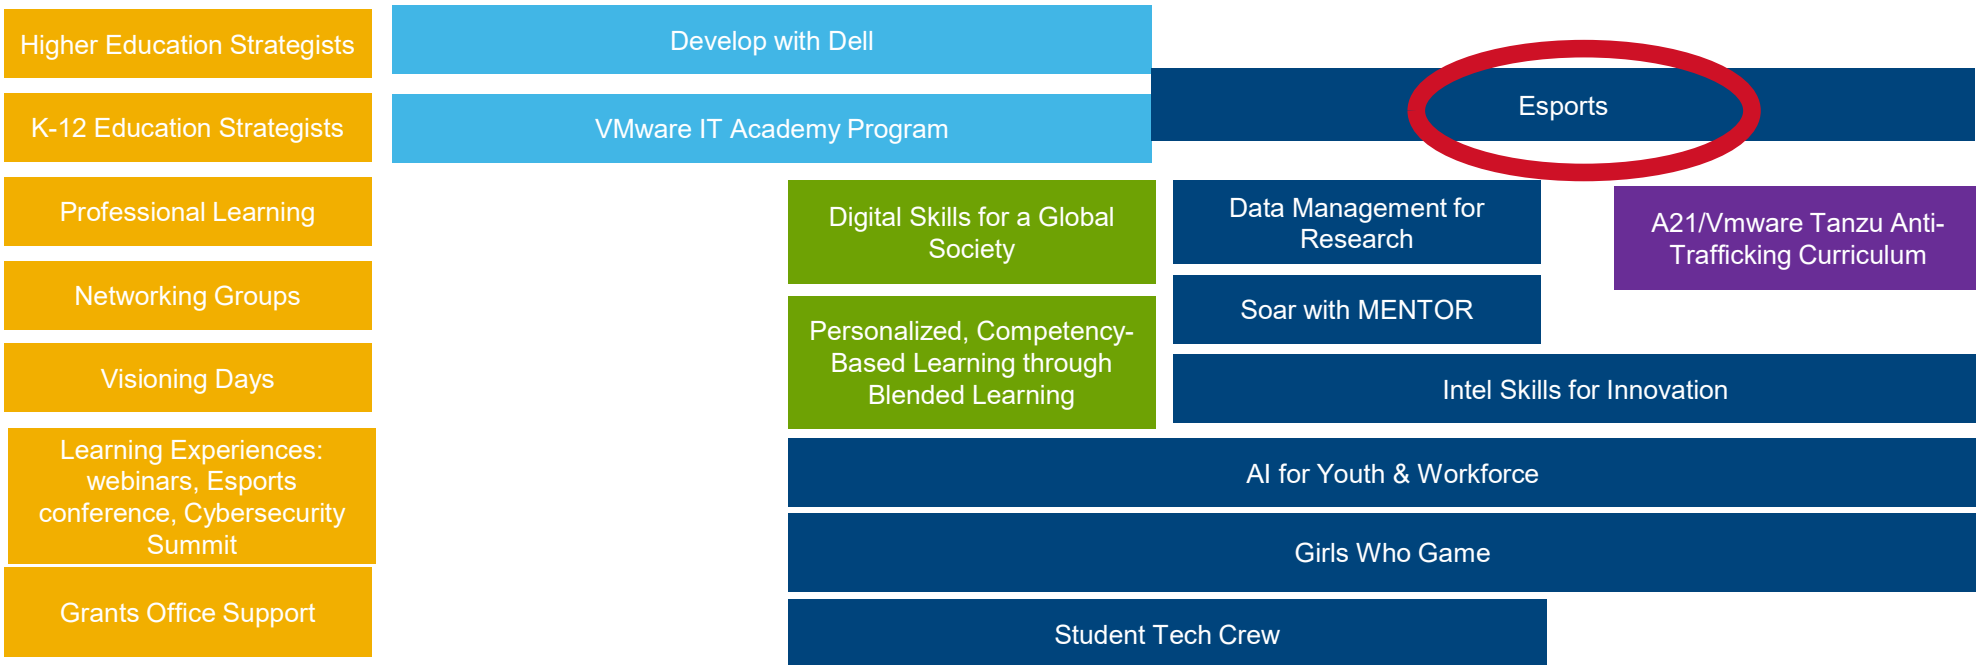 Higher Education Strategists
K-12 Education Strategists
Professional Learning
Networking Groups
Visioning Days
Learning Experiences:
webinars, Esports
conference, Cybersecurity
Summit
Grants Office Support
Develop with Dell
VMware IT Academy Program
Esports
Digital Skills for a Global
Society
Personalized, Competency-
Based Learning through
Blended Learning
Data Management for
Research
Soar with MENTOR
A21/Vmware Tanzu Anti-
Trafficking Curriculum
Intel Skills for Innovation
AI for Youth & Workforce
Girls Who Game
Student Tech Crew